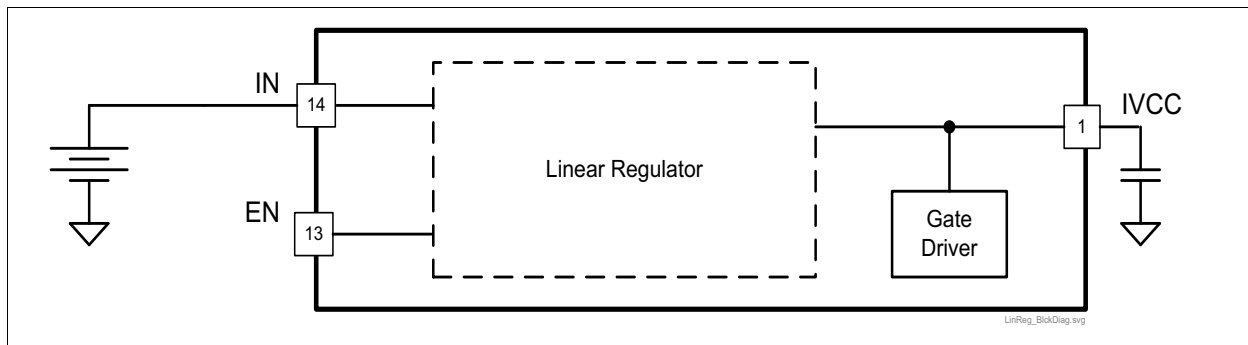 IN
14
EN
13
Linear Regulator
Gate
Driver
1
IVCC
LinReg_BlckDiag.svg